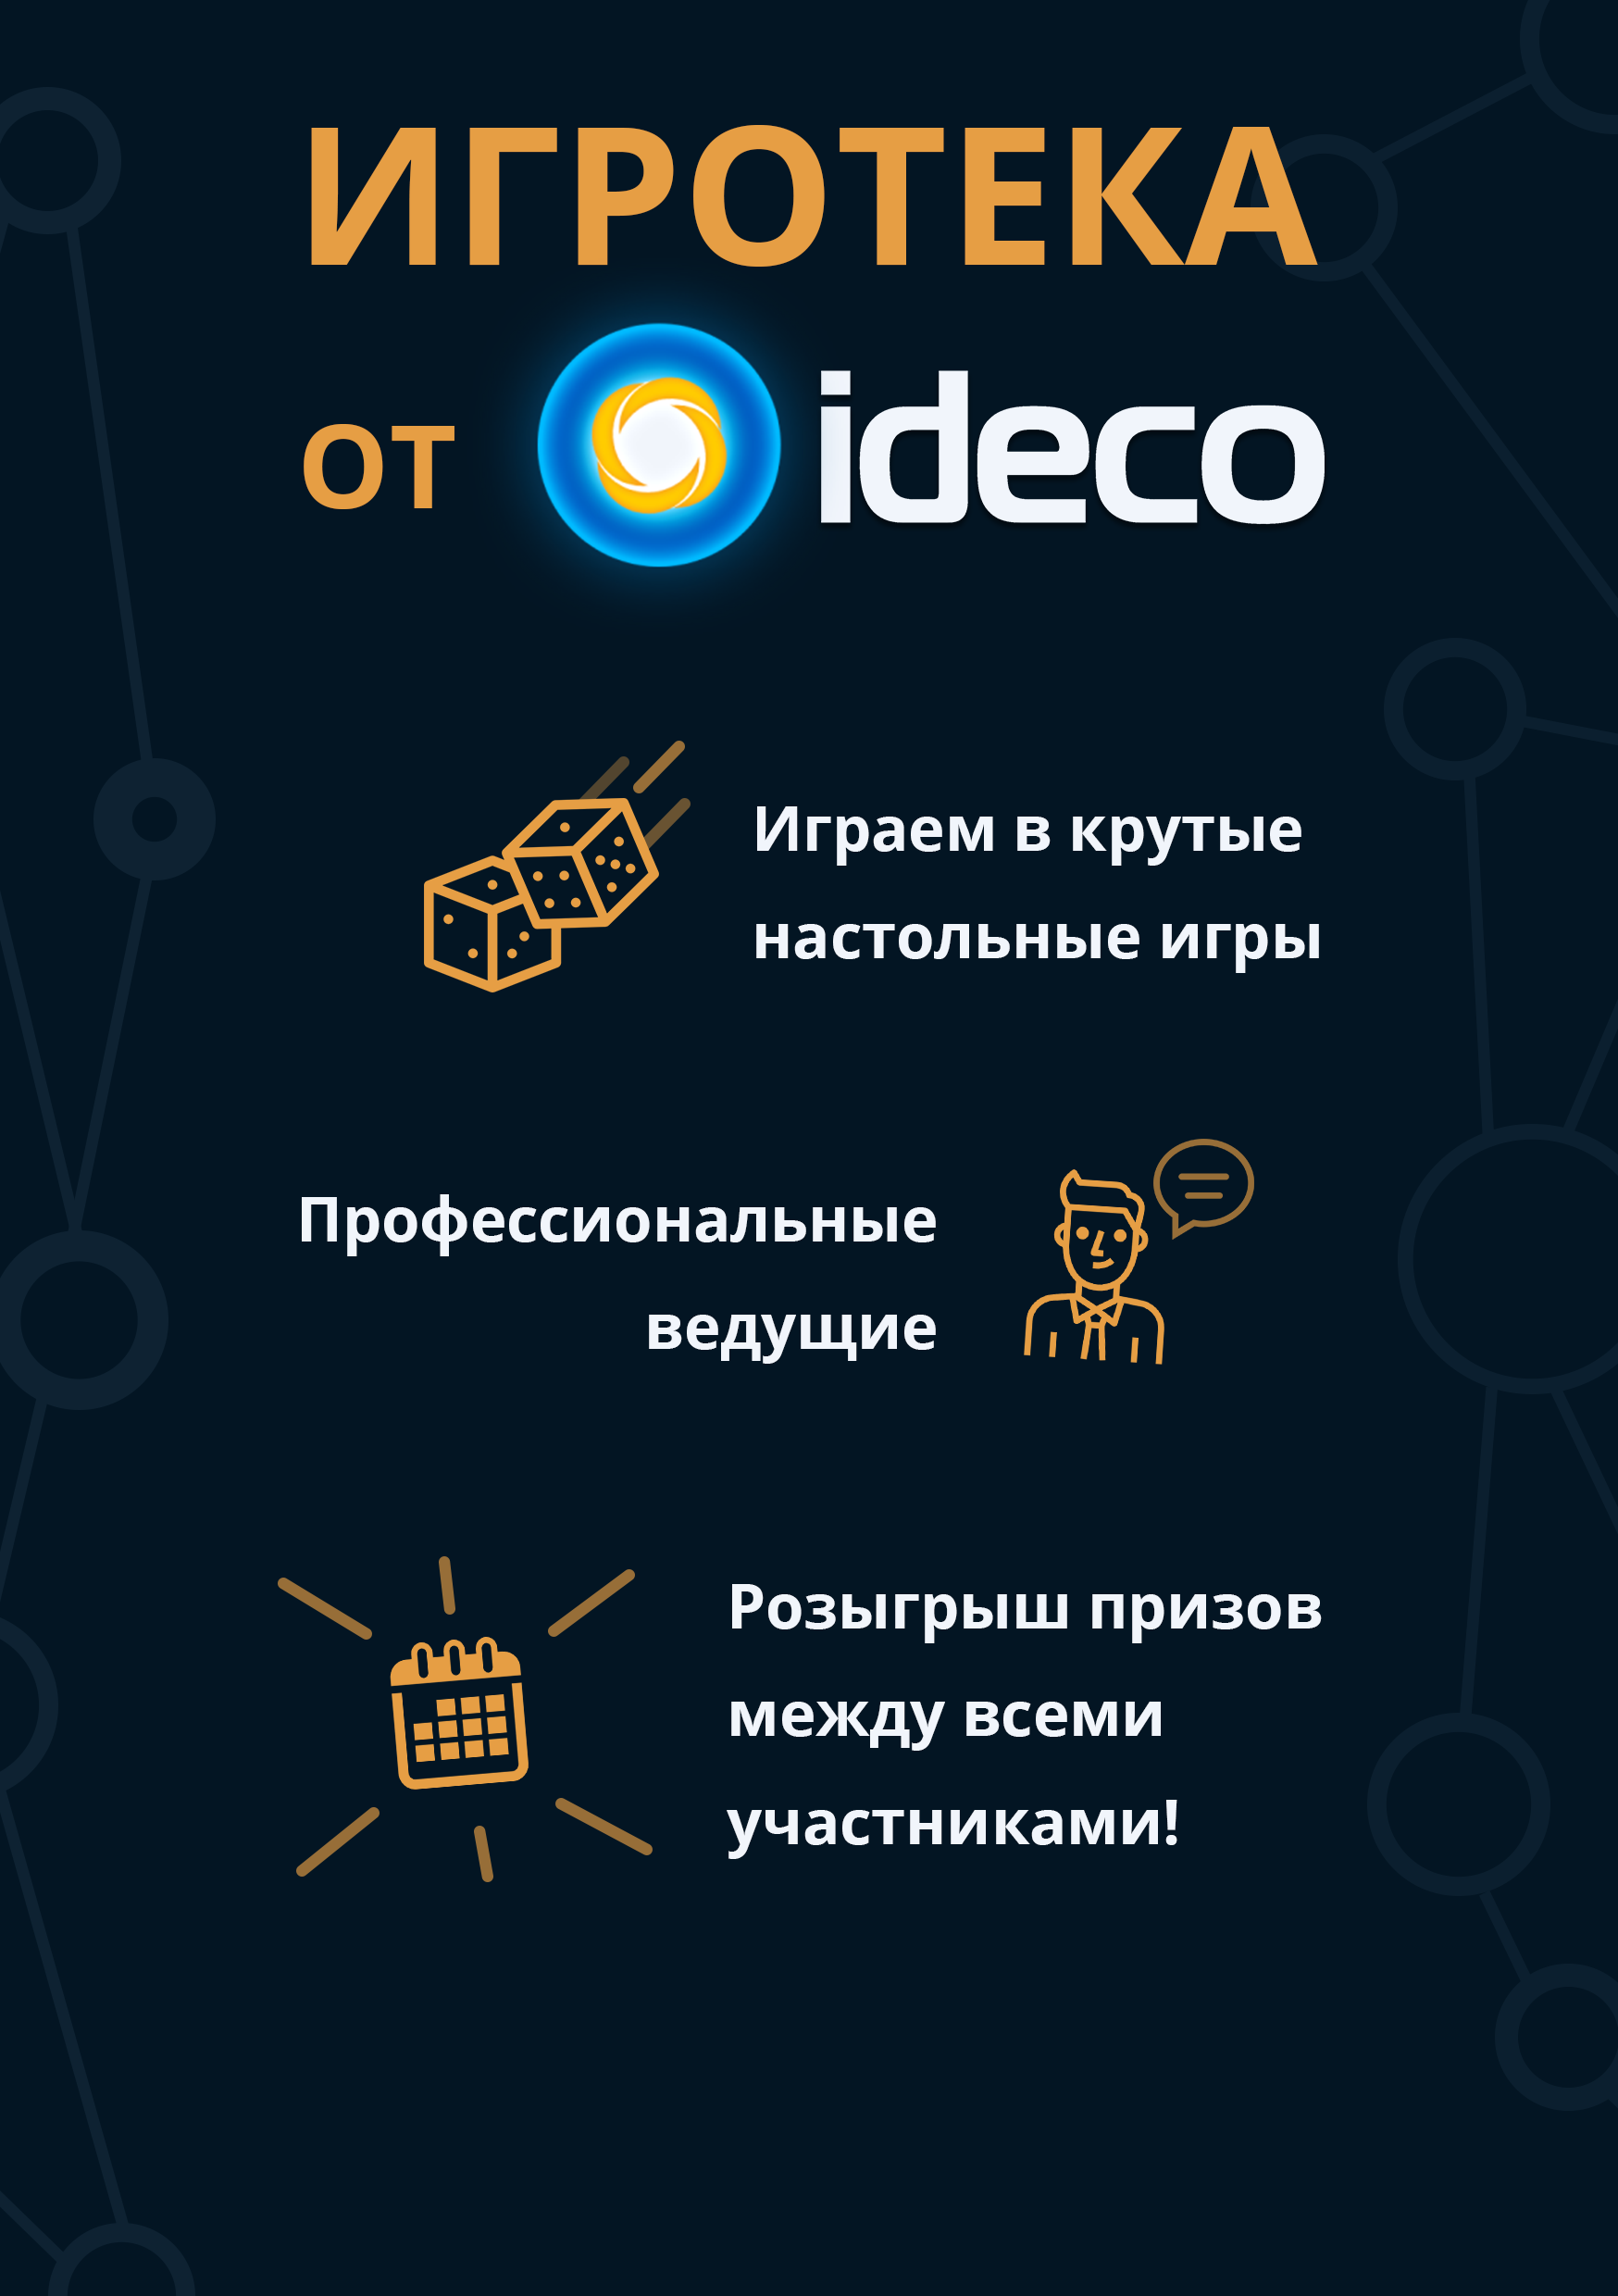 ИГРОТЕКА
от ideco
Играем в крутые
настольные игры
Профессиональные
ведущие
Розыгрыш призов
между всеми
участниками!